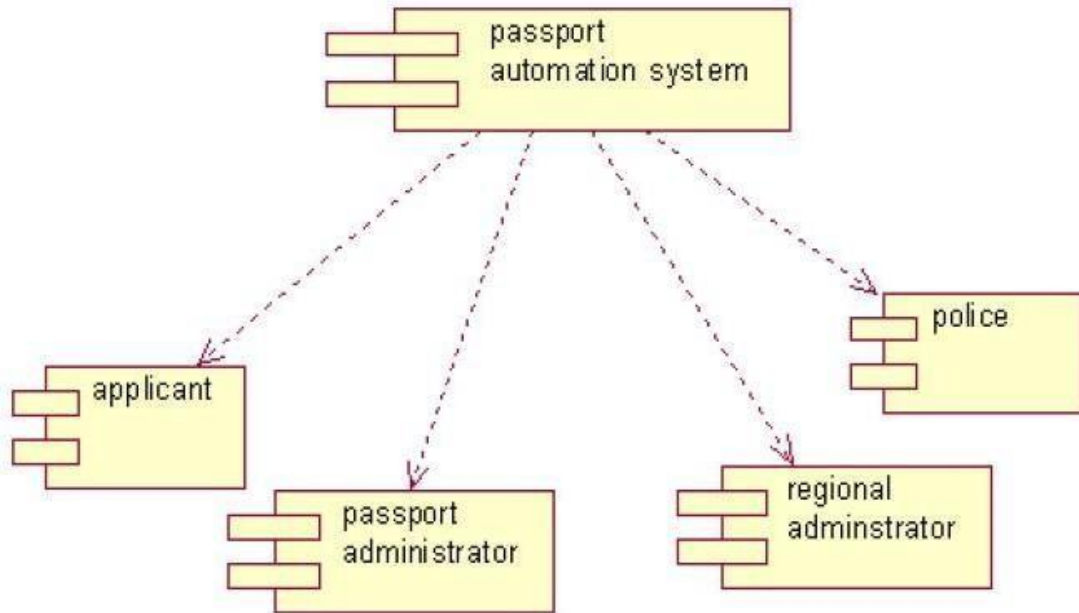 passport
automation system
police
applicant
passport
administrator
regional
adminstrator